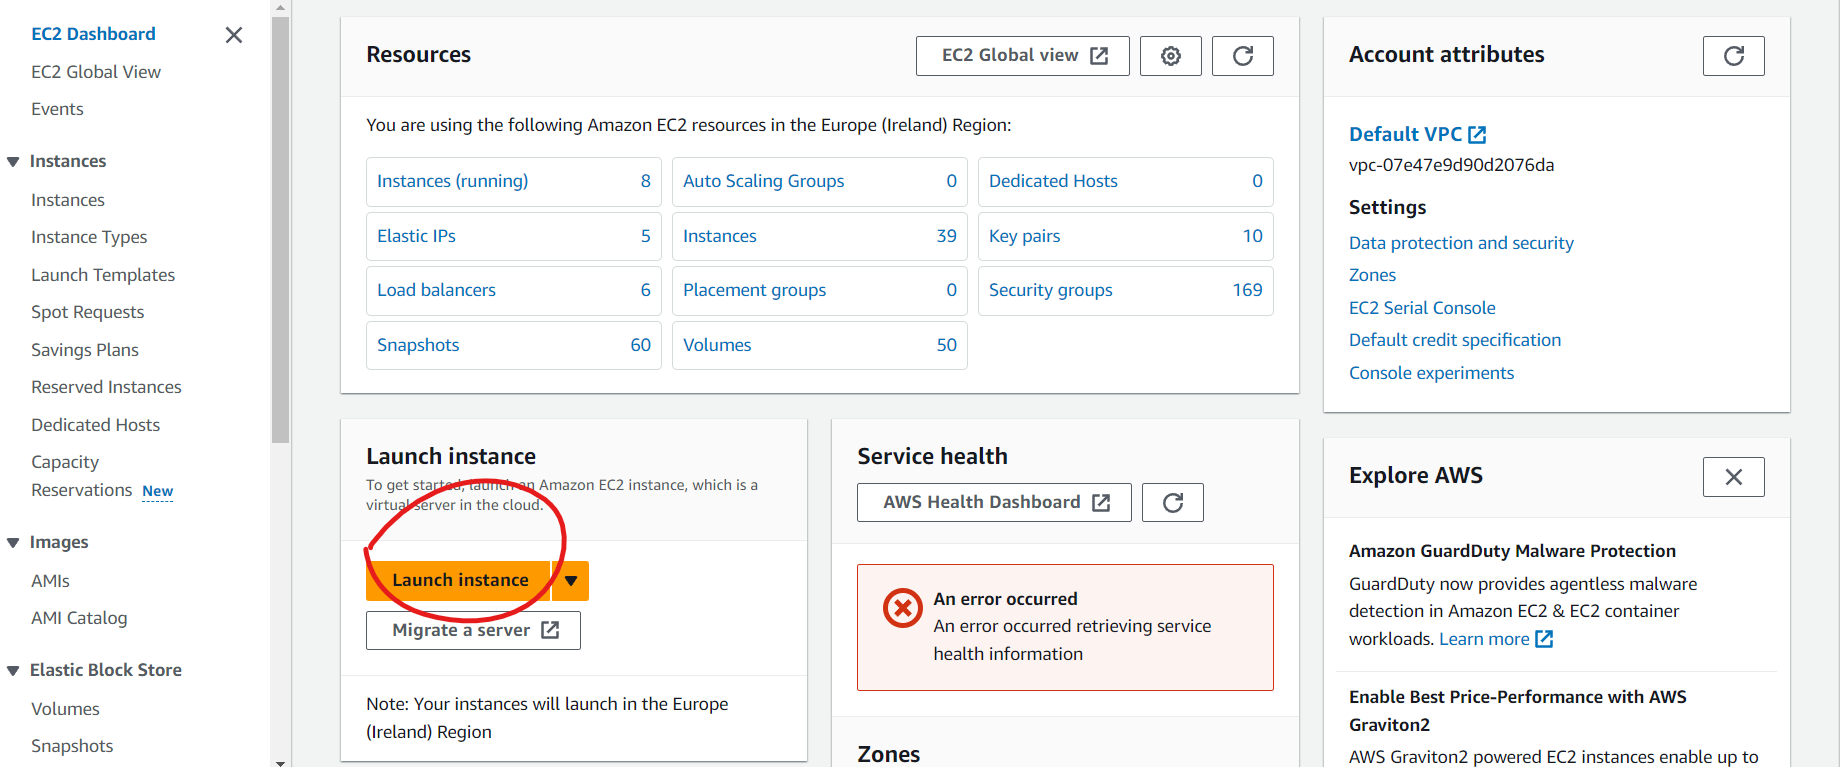 EC2 Dashboard
EC2 Global View
Events
Instances
Instances
Instance Types
Launch Templates
Spot Requests
Savings Plans
Reserved Instances
Dedicated Hosts
Capacity
Reservations New
Images
AMIs
AMI Catalog
Elastic Block Store
Volumes
Snapshots
Resources
EC2 Global view
You are using the following Amazon EC2 resources in the Europe (Ireland) Region:
Instances (running) 8 Auto Scaling Groups 0 Dedicated Hosts 0
Elastic IPs 5 Instances 39 Key pairs 10
Load balancers 6 Placement groups 0 Security groups 169
Snapshots 60 Volumes 50
Launch instance
To get started, launch an Amazon EC2 instance, which is a
virtual server in the cloud.
Launch instance
Migrate a server
Note: Your instances will launch in the Europe
(Ireland) Region
Service health
AWS Health Dashboard
An error occurred
An error occurred retrieving service
health information
Zones
Account attributes
Default VPC
vpc-07e47e9d90d2076da
Settings
Data protection and security
Zones
EC2 Serial Console
Default credit specification
Console experiments
Explore AWS
Amazon GuardDuty Malware Protection
GuardDuty now provides agentless malware
detection in Amazon EC2 & EC2 container
workloads. Learn more
Enable Best Price-Performance with AWS
Graviton2
AWS Graviton2 powered EC2 instances enable up to